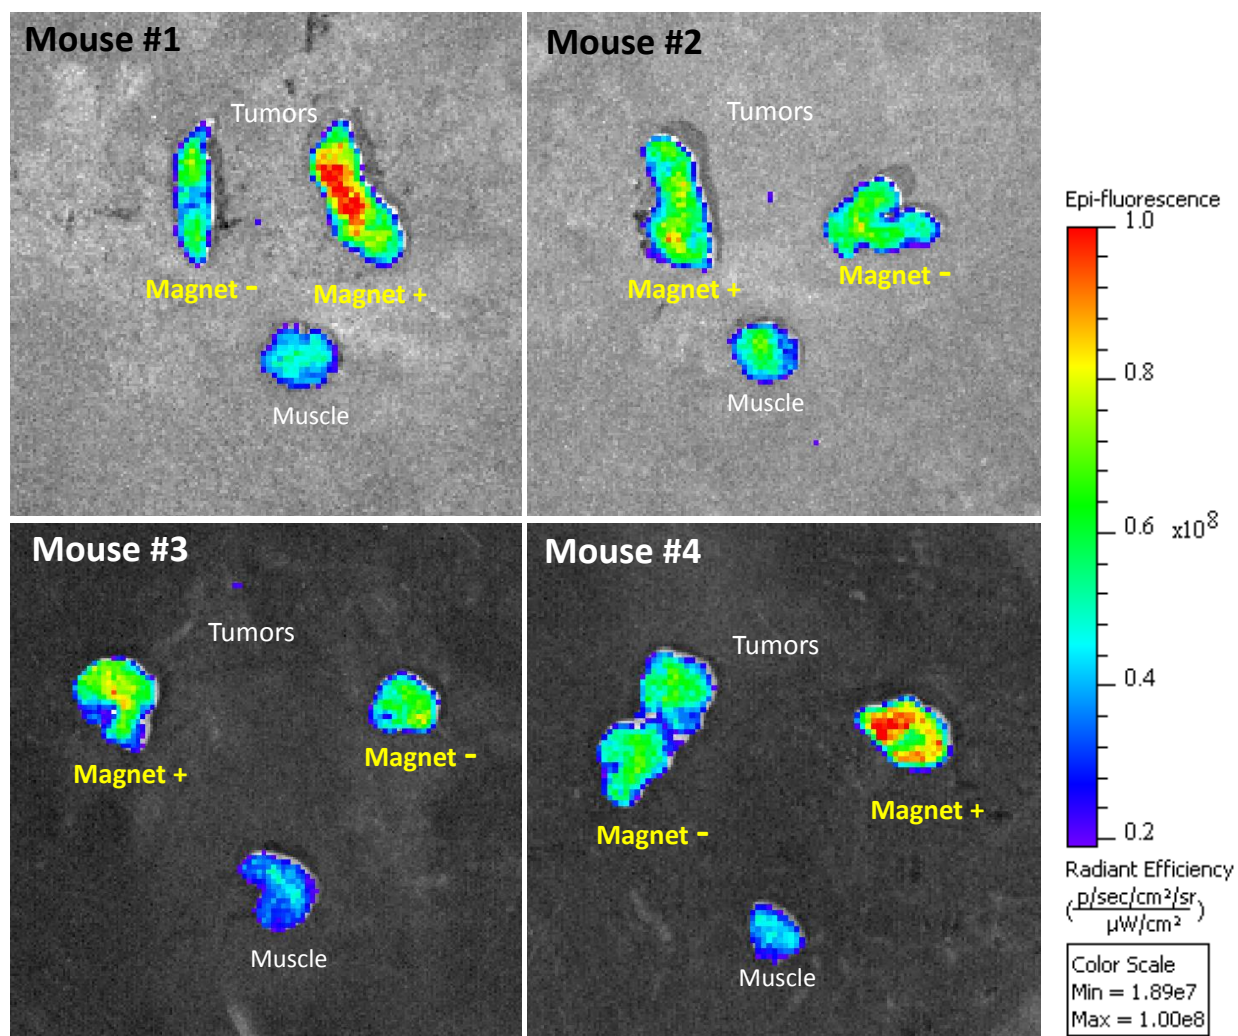 Mouse #1
Tumors
Magnet -
Magnet +
Muscle
Mouse #2
Tumors
Magnet +
Magnet -
Muscle
Mouse #3
Tumors
Magnet +
Magnet -
Muscle
Mouse #4
Tumors
Magnet -
Magnet +
Muscle
Epi-fluorescence
1.0
0.8
0.6 x10⁸
0.4
0.2
Radiant Efficiency
(p/sec/cm²/sr
µW/cm²)
Color Scale
Min = 1.89e7
Max = 1.00e8